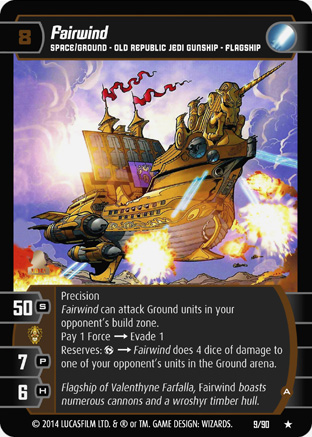 8
Fairwind
SPACE/GROUND - OLD REPUBLIC JEDI GUNSHIP - FLAGSHIP
Precision
50 S
Fairwind can attack Ground units in your
opponent's build zone.
Pay 1 Force → Evade 1
7 P
Reserves: → Fairwind does 4 dice of damage to
one of your opponent's units in the Ground arena.
6 H
Flagship of Valenthyne Farfalla, Fairwind boasts
numerous cannons and a wroshyr timber hull.
A
© 2014 LUCASFILM LTD. & ® OR TM. GAME DESIGN: WIZARDS.
9/90 ★